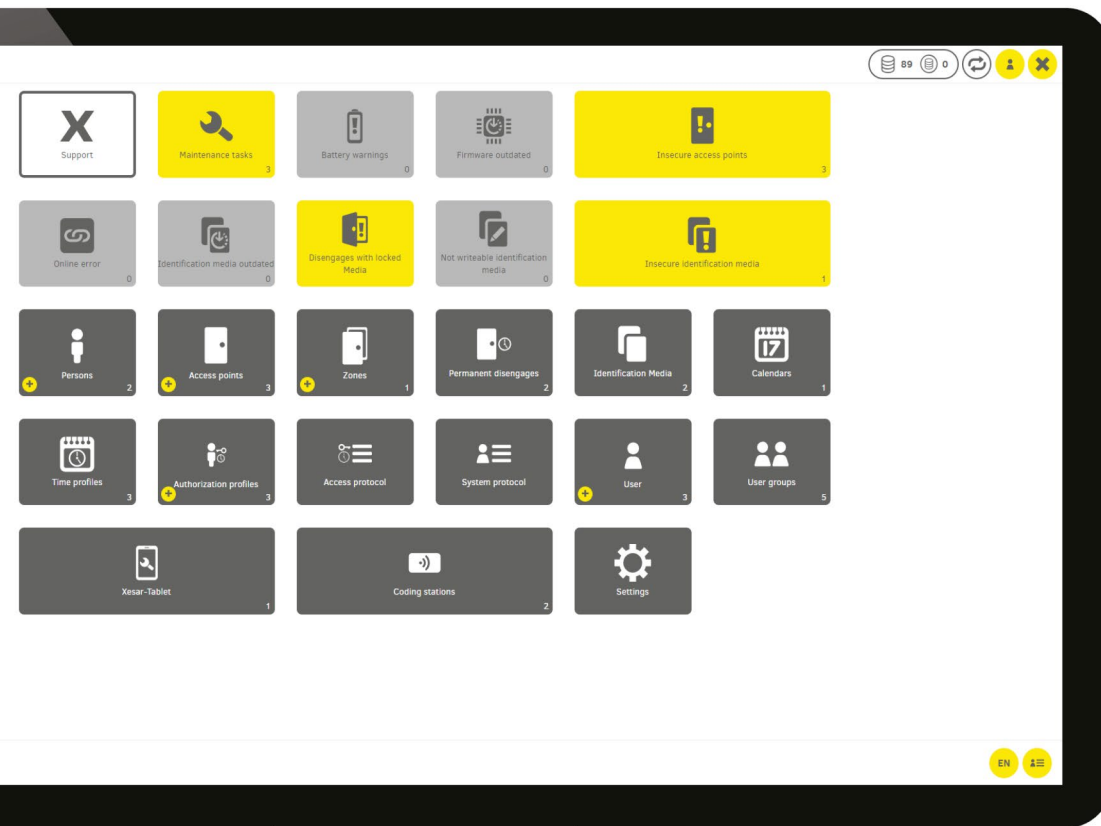 89 0
X
Support
Maintenance tasks
3
Battery warnings
0
Firmware outdated
0
Insecure access points
3
Online error
0
Identification media outdated
0
Disengages with locked
Media
Not writeable identification
media
0
Insecure identification media
1
Persons
2
Access points
3
Zones
1
Permanent disengages
2
Identification Media
2
17
Calendars
1
Time profiles
3
Authorization profiles
3
Access protocol
System protocol
User
3
User groups
5
Xesar-Tablet
1
Coding stations
2
Settings
EN